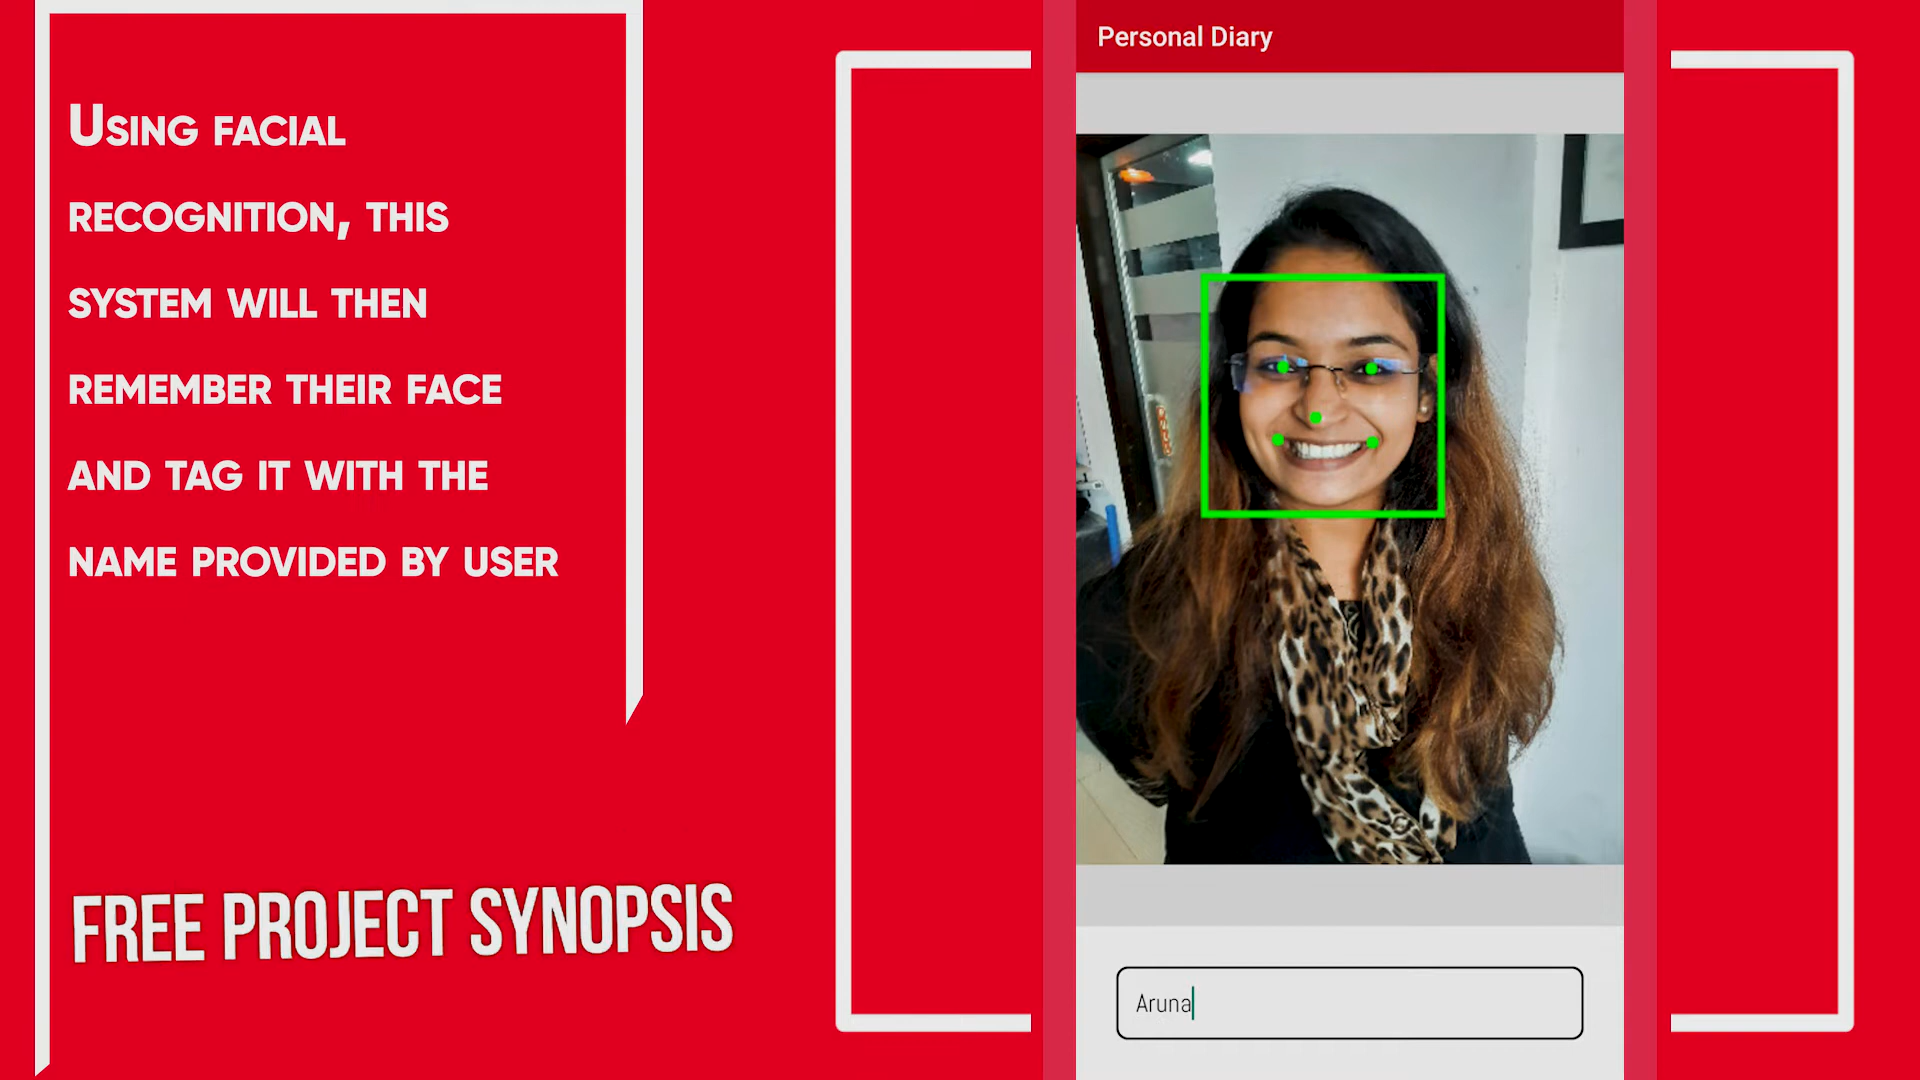 Using facial
recognition, this
system will then
remember their face
and tag it with the
name provided by user
FREE PROJECT SYNOPSIS
Personal Diary
Aruna